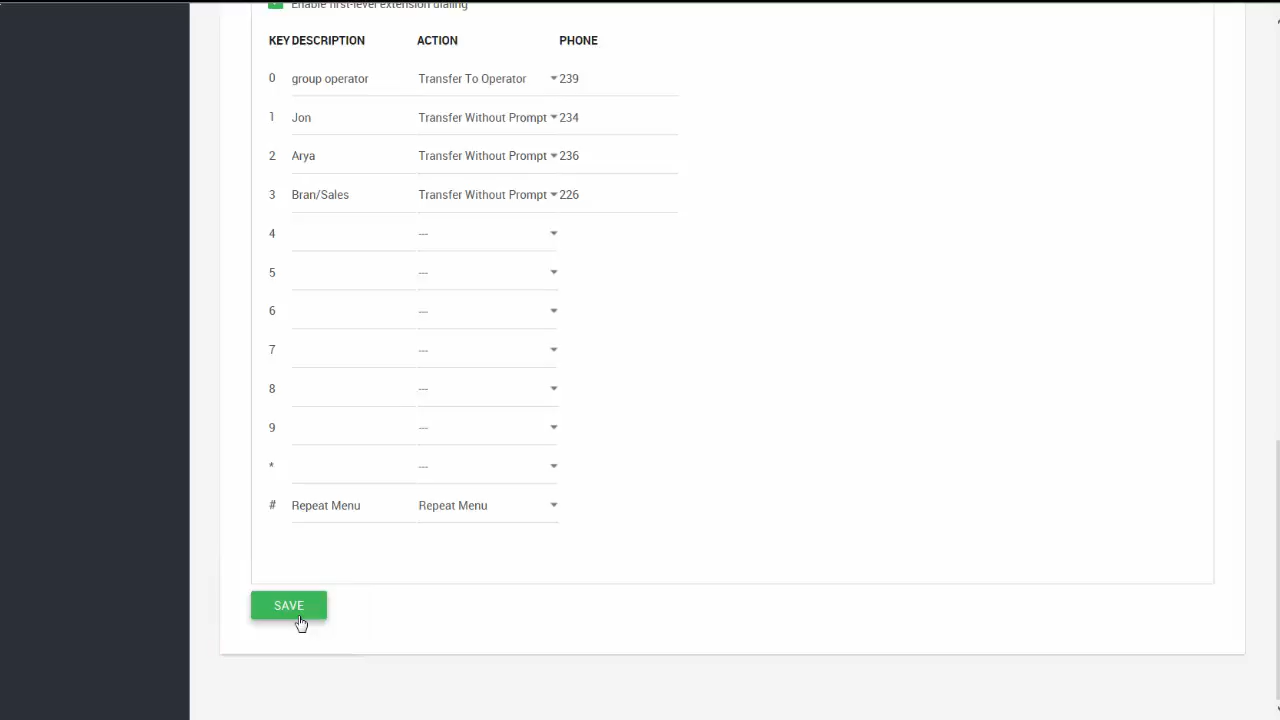 Enable first-level extension dialing
KEY DESCRIPTION ACTION PHONE
0 group operator Transfer To Operator 239
1 Jon Transfer Without Prompt 234
2 Arya Transfer Without Prompt 236
3 Bran/Sales Transfer Without Prompt 226
4 ---
5 ---
6 ---
7 ---
8 ---
9 ---
* ---
# Repeat Menu Repeat Menu
SAVE